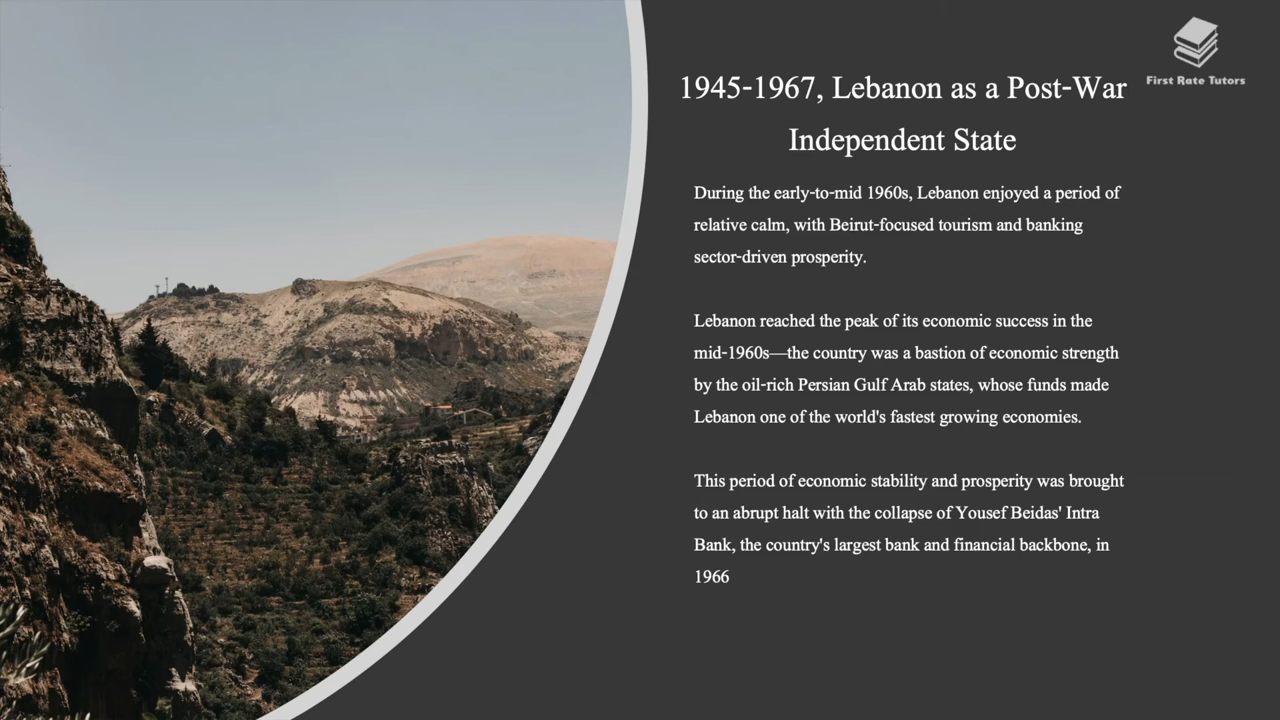 First Rate Tutors
1945-1967, Lebanon as a Post-War
Independent State
During the early-to-mid 1960s, Lebanon enjoyed a period of
relative calm, with Beirut-focused tourism and banking
sector-driven prosperity.
Lebanon reached the peak of its economic success in the
mid-1960s—the country was a bastion of economic strength
by the oil-rich Persian Gulf Arab states, whose funds made
Lebanon one of the world's fastest growing economies.
This period of economic stability and prosperity was brought
to an abrupt halt with the collapse of Yousef Beidas' Intra
Bank, the country's largest bank and financial backbone, in
1966